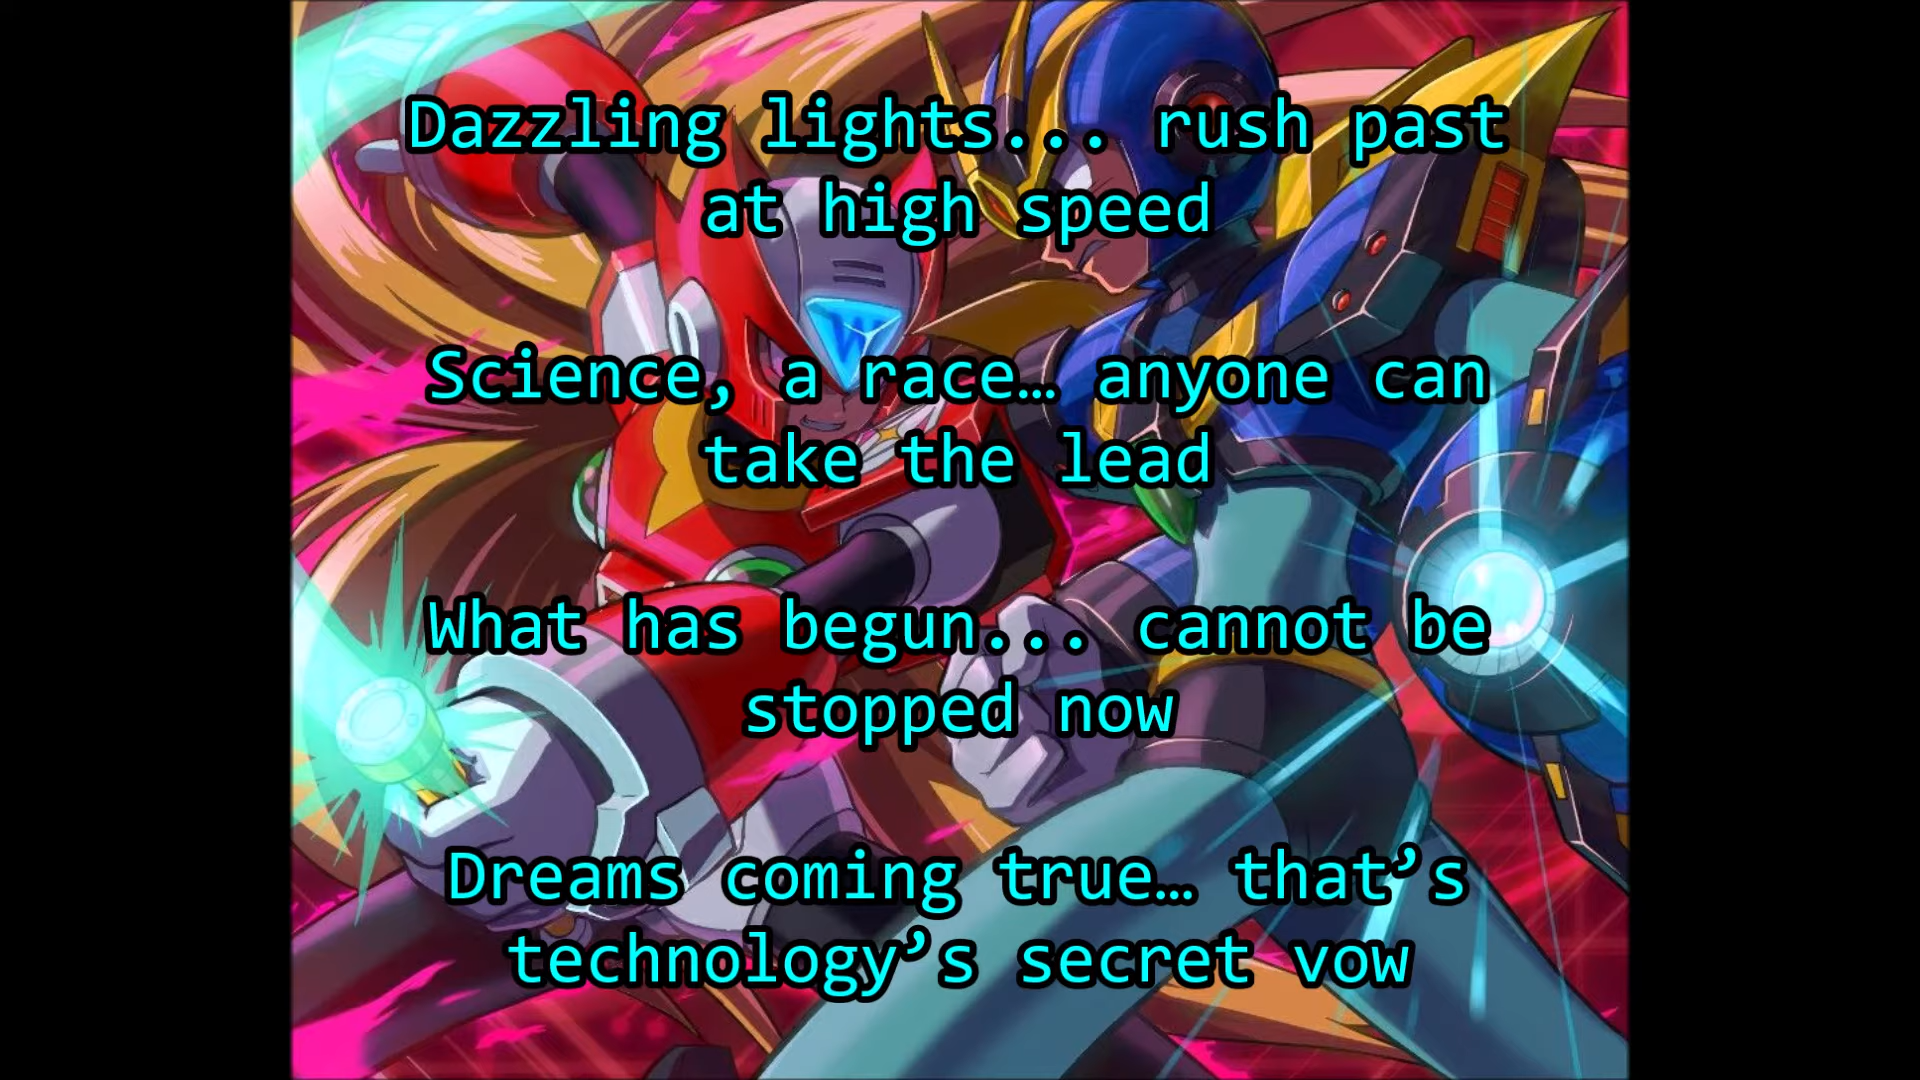 Dazzling lights... rush past
at high speed
Science, a race… anyone can
take the lead
What has begun... cannot be
stopped now
Dreams coming true… that’s
technology’s secret vow